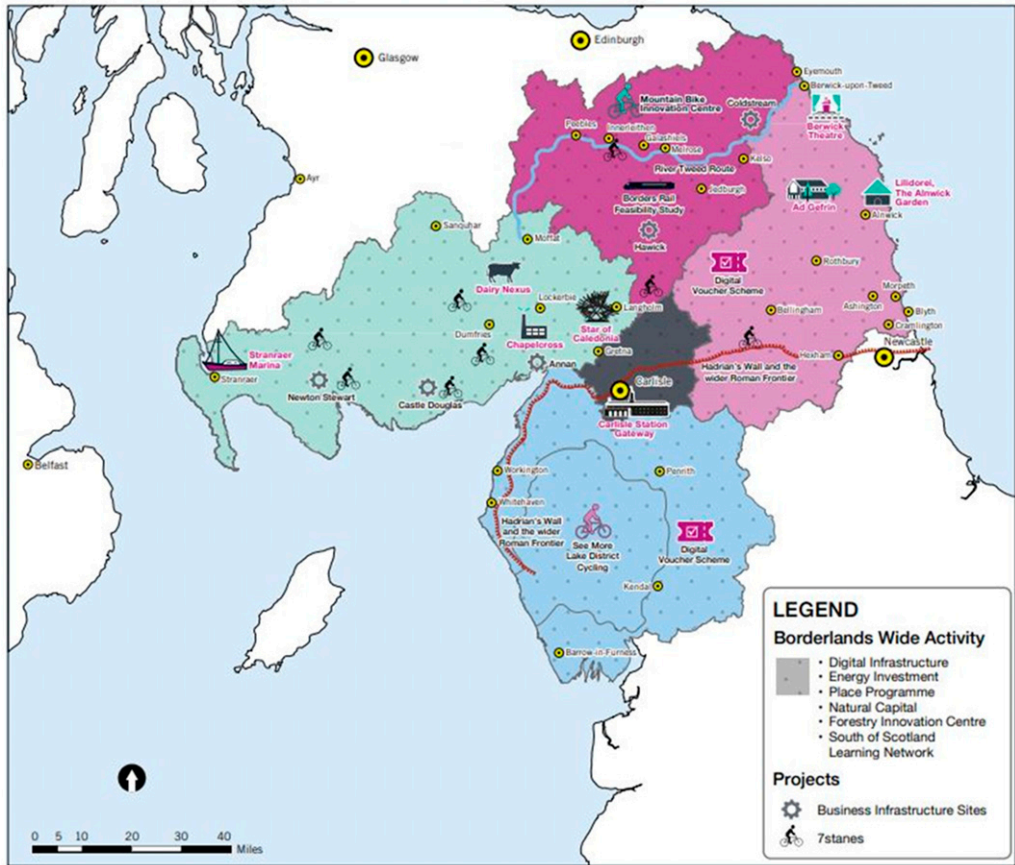 Glasgow
Edinburgh
Eyemouth
Berwick-upon-Tweed
Mountain Bike
Innovation Centre
Coldstream
Berwick
Theatre
Peebles
Innerleithen
Galashiels
Melrose
Kelso
River Tweed Route
Ayr
Jedburgh
Borders Rail
Feasibility Study
Ad Gefrin
Lilidorei,
The Alnwick
Garden
Alnwick
Sanquhar
Moffat
Hawick
Digital
Voucher Scheme
Rothbury
Dairy Nexus
Lockerbie
Langholm
Star of
Caledonia
Morpeth
Ashington
Bellingham
Blyth
Cramlington
Dumfries
Chapelcross
Gretna
Newcastle
Stranraer
Marina
Stranraer
Annan
Hexham
Hadrian's Wall and the
wider Roman Frontier
Newton Stewart
Castle Douglas
Carlisle
Carlisle Station
Gateway
Belfast
Workington
Penrith
Whitehaven
Hadrian's Wall
and the wider
Roman Frontier
See More
Lake District
Cycling
Digital
Voucher Scheme
Kendal
Barrow-in-Furness
LEGEND
Borderlands Wide Activity
· Digital Infrastructure
· Energy Investment
· Place Programme
· Natural Capital
· Forestry Innovation Centre
· South of Scotland
Learning Network
Projects
Business Infrastructure Sites
7stanes
0 5 10 20 30 40
Miles